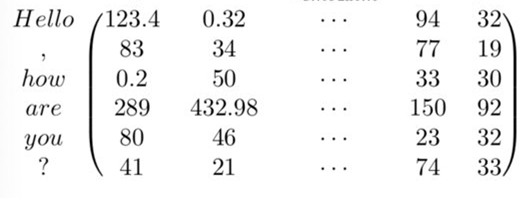 Hello 123.4 0.32 ... 94 32
, 83 34 ... 77 19
how 0.2 50 ... 33 30
are 289 432.98 ... 150 92
you 80 46 ... 23 32
? 41 21 ... 74 33